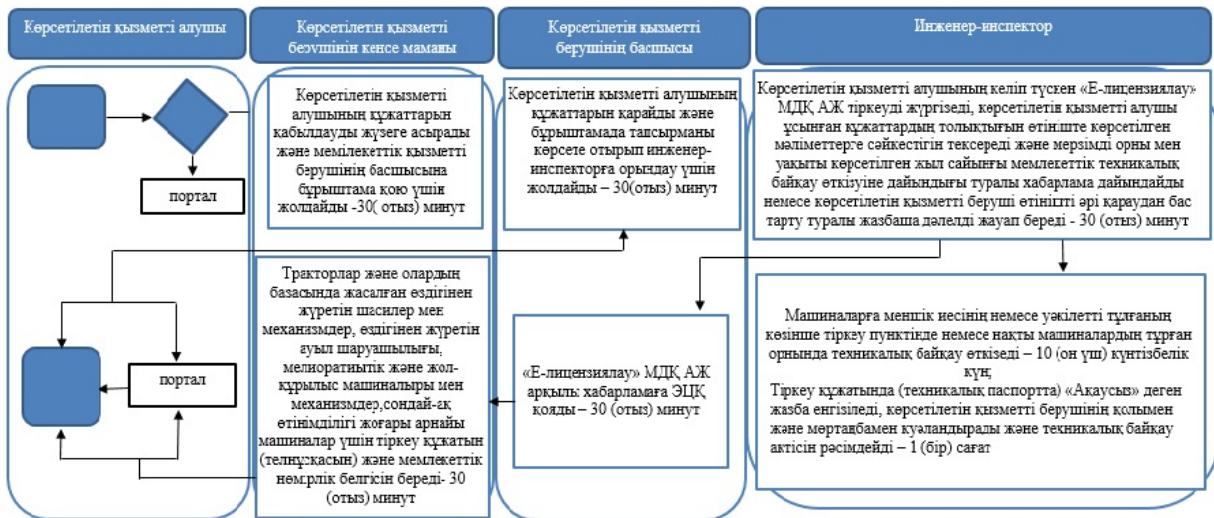 Көрсетілетін қызметті алушы
Көрсетілетін қызметті
берушінің кенсе маманы
Көрсетілетін қызметті
берушінің басшысы
Инженер-инспектор
портал
Көрсетілетін қызметті
алушының құжаттарын
қабылдауды жүзеге асырады
және мемілекеттік қызметті
берушінің басшысына
бұрыштама қою үшін
жолдайды -30( отыз) минут
Көрсетілетін қызметті алушының
құжаттарын қарайды және
бұрыштамада тапсырманы
көрсете отырып инженер-
инспекторға орындау үшін
жолдайды – 30(отыз) минут
Көрсетілетін қызметті алушының келіп түскен «Е-лицензиялау»
МДҚ АЖ тіркеуді жүргізеді, көрсетілетін қызметті алушы
ұсынған құжаттардың толықтығын өтініште көрсетілген
мәліметтерге сәйкестігін тексереді және мерзімді орны мен
уақыты көрсетілген жыл сайынғы мемлекеттік техникалық
байқау өткізуіне дайындығы туралы хабарлама дайындайды
немесе көрсетілетін қызметті беруші өтінішті әрі қараудан бас
тарту туралы жазбаша дәлелді жауап береді - 30 (отыз) минут
портал
Тракторлар және олардың
базасында жасалған өздігінен
жүретін шасилер мен
механизмдер, өздігінен жүретін
ауыл шаруашылығы,
мелиоративтік және жол-
құрылыс машиналыры мен
механизмдер,сондай-ақ
өтінімділігі жоғары арнайы
машиналар үшін тіркеу құжатын
(телнұсқасын) және мемлекеттік
нөмірлік белгісін береді- 30
(отыз) минут
«Е-лицензиялау» МДҚ АЖ
арқылы хабарламаға ЭЦҚ
қояды – 30 (отыз) минут
Машиналарға меншік иесінің немесе уәкілетті тұлғаның
көзінше тіркеу пунктінде немесе нақты машиналардың тұрған
орнында техникалық байқау өткізеді – 10 (он үш) күнтізбелік
күн;
Тіркеу құжатында (техникалық паспортта) «Ақаусыз» деген
жазба енгізіледі, көрсетілетін қызметті берушінің қолымен
және мөртаңбамен куәландырады және техникалық байқау
актісін рәсімдейді – 1 (бір) сағат